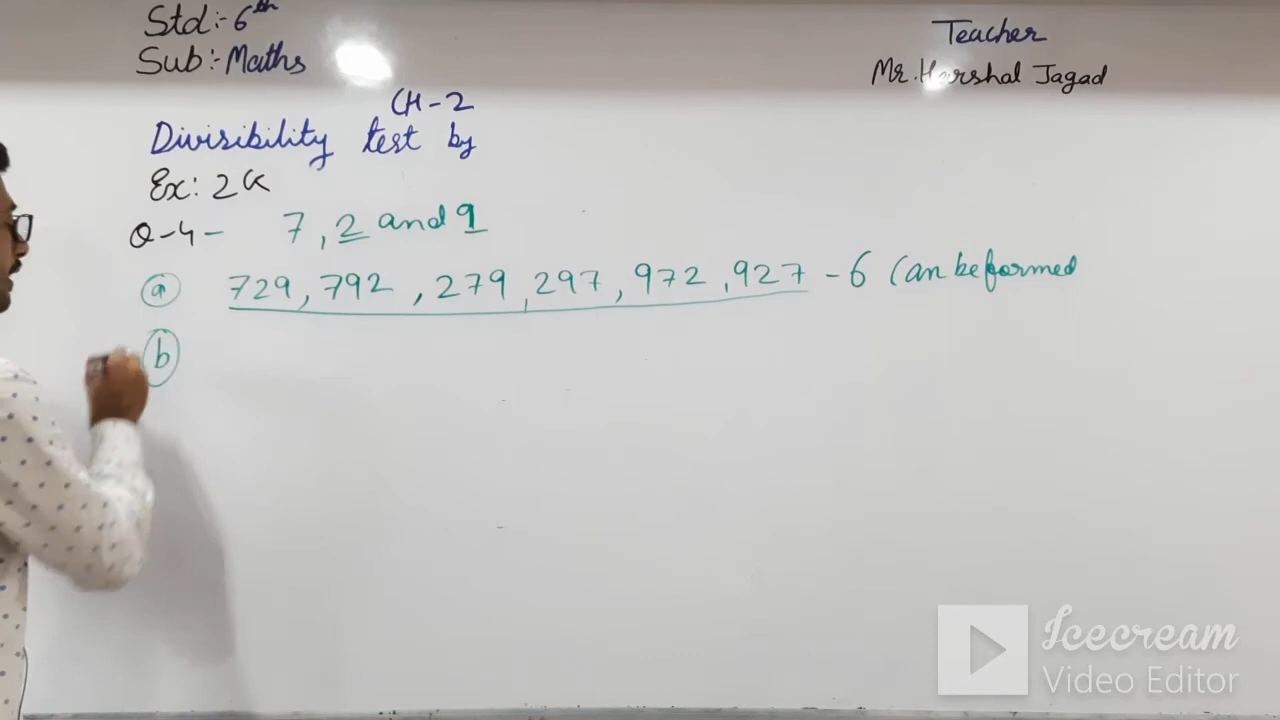 Std:- 6th
Sub:- Maths
Teacher
Mr. Harshal Jagad
CH-2
Divisibility test by
Ex: 2K
Q-4- 7, 2 and 9
a 729, 792, 279, 297, 972, 927 - 6 Can be formed
b
Icecream
Video Editor